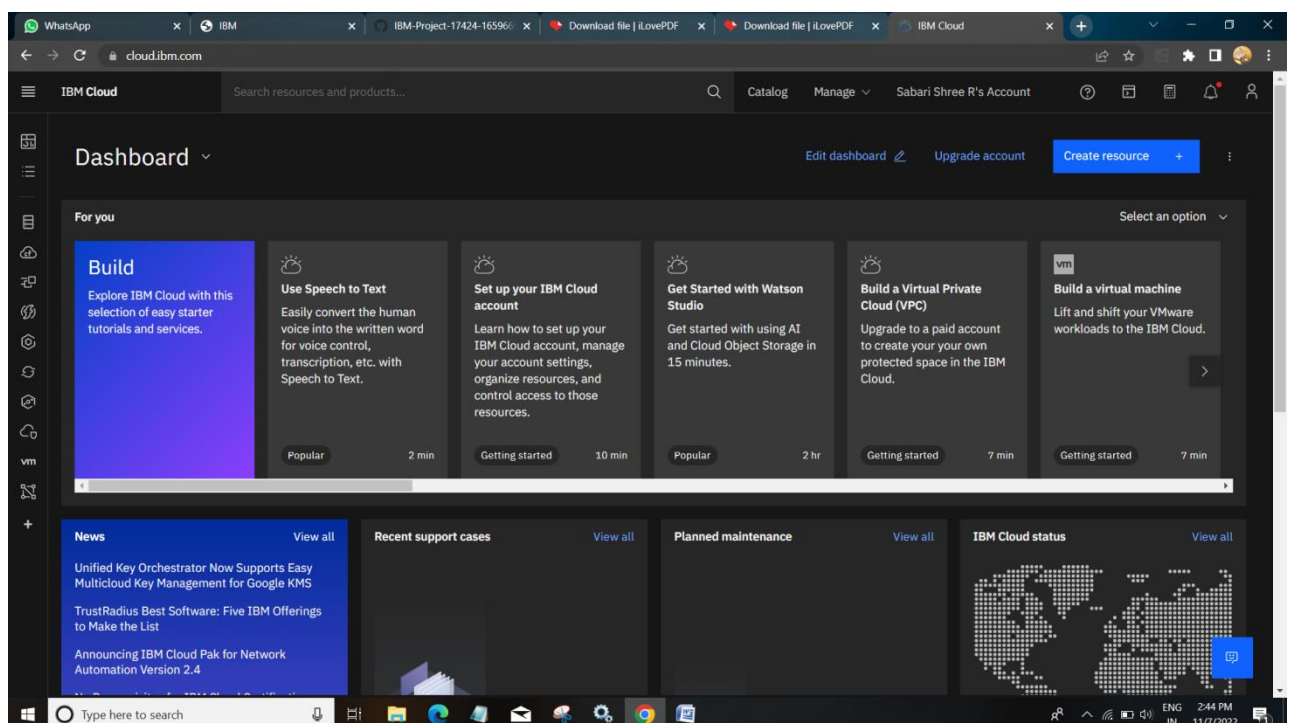 WhatsApp
IBM
IBM-Project-17424-165966
Download file | iLovePDF
Download file | iLovePDF
IBM Cloud
cloud.ibm.com
IBM Cloud
Search resources and products...
Catalog
Manage
Sabari Shree R's Account
Dashboard
Edit dashboard
Upgrade account
Create resource +
For you
Select an option
Build
Explore IBM Cloud with this
selection of easy starter
tutorials and services.
Use Speech to Text
Easily convert the human
voice into the written word
for voice control,
transcription, etc. with
Speech to Text.
Popular
2 min
Set up your IBM Cloud
account
Learn how to set up your
IBM Cloud account, manage
your account settings,
organize resources, and
control access to those
resources.
Getting started
10 min
Get Started with Watson
Studio
Get started with using AI
and Cloud Object Storage in
15 minutes.
Popular
2 hr
Build a Virtual Private
Cloud (VPC)
Upgrade to a paid account
to create your your own
protected space in the IBM
Cloud.
Getting started
7 min
vm
Build a virtual machine
Lift and shift your VMware
workloads to the IBM Cloud.
Getting started
7 min
vm
News
View all
Unified Key Orchestrator Now Supports Easy
Multicloud Key Management for Google KMS
TrustRadius Best Software: Five IBM Offerings
to Make the List
Announcing IBM Cloud Pak for Network
Automation Version 2.4
Recent support cases
View all
Planned maintenance
View all
IBM Cloud status
View all
Type here to search
ENG
IN
2:44 PM
11/7/2022